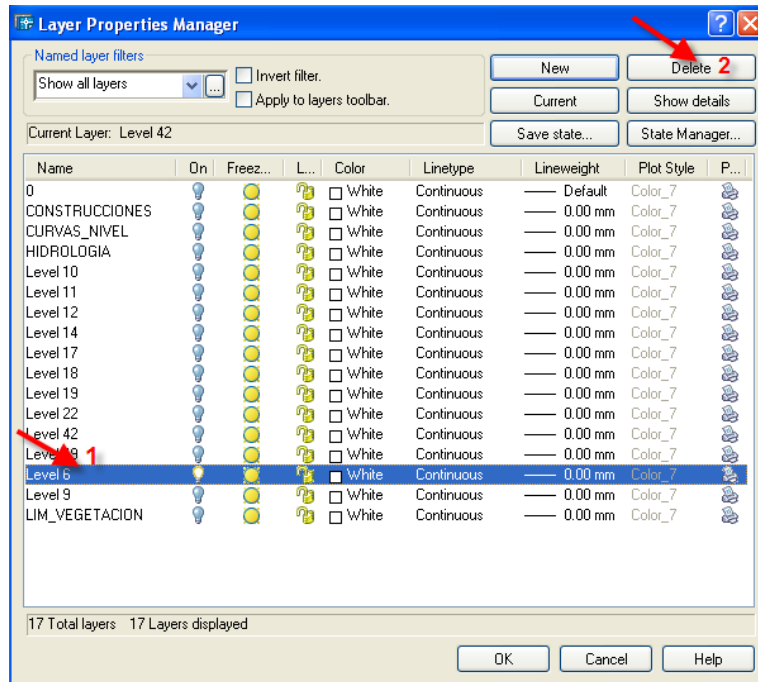 Layer Properties Manager
Named layer filters
Show all layers
...
Invert filter.
Apply to layers toolbar.
New
Delete 2
Current
Show details
Current Layer: Level 42
Save state...
State Manager...
Name On Freez... L... Color Linetype Lineweight Plot Style P...
0 White Continuous Default Color_7
CONSTRUCCIONES White Continuous 0.00 mm Color_7
CURVAS_NIVEL White Continuous 0.00 mm Color_7
HIDROLOGIA White Continuous 0.00 mm Color_7
Level 10 White Continuous 0.00 mm Color_7
Level 11 White Continuous 0.00 mm Color_7
Level 12 White Continuous 0.00 mm Color_7
Level 14 White Continuous 0.00 mm Color_7
Level 17 White Continuous 0.00 mm Color_7
Level 18 White Continuous 0.00 mm Color_7
Level 19 White Continuous 0.00 mm Color_7
Level 22 White Continuous 0.00 mm Color_7
Level 42 White Continuous 0.00 mm Color_7
1 White Continuous 0.00 mm Color_7
Level 6 White Continuous 0.00 mm Color_7
Level 9 White Continuous 0.00 mm Color_7
LIM_VEGETACION White Continuous 0.00 mm Color_7
17 Total layers 17 Layers displayed
OK Cancel Help